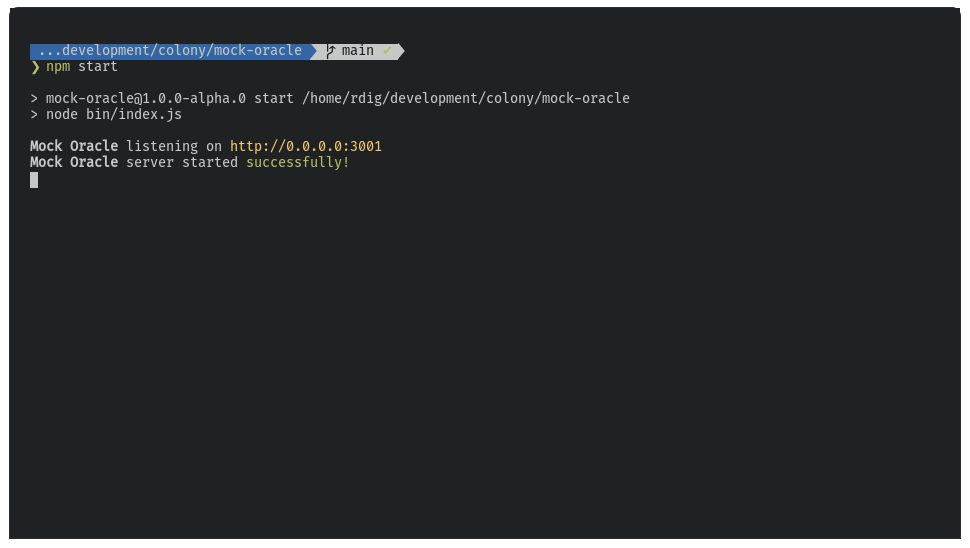 ...development/colony/mock-oracle main ✔
❯ npm start
> mock-oracle@1.0.0-alpha.0 start /home/rdig/development/colony/mock-oracle
> node bin/index.js
Mock Oracle listening on http://0.0.0.0:3001
Mock Oracle server started successfully!